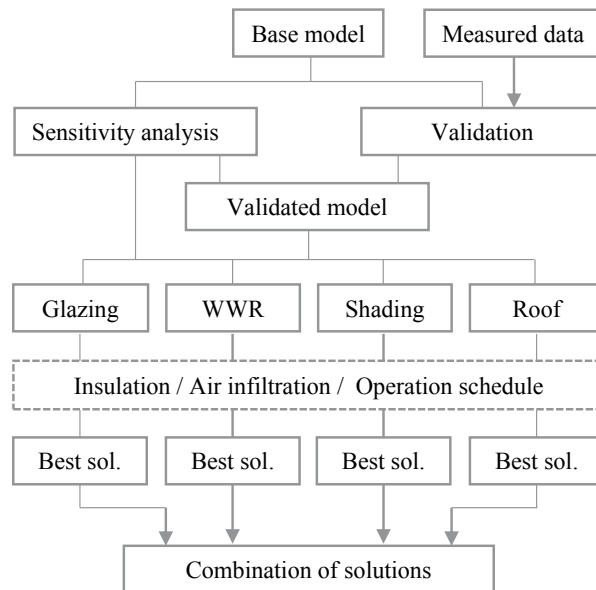 Base model
Measured data
Sensitivity analysis
Validation
Validated model
Glazing
WWR
Shading
Roof
Insulation / Air infiltration / Operation schedule
Best sol.
Best sol.
Best sol.
Best sol.
Combination of solutions